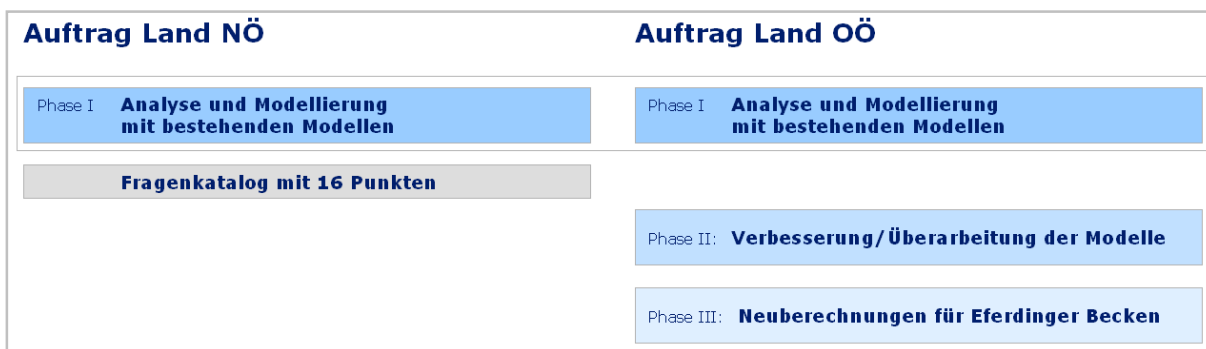 Auftrag Land NÖ
Auftrag Land OÖ
Phase I Analyse und Modellierung
mit bestehenden Modellen
Phase I Analyse und Modellierung
mit bestehenden Modellen
Fragenkatalog mit 16 Punkten
Phase II: Verbesserung/Überarbeitung der Modelle
Phase III: Neuberechnungen für Eferdinger Becken